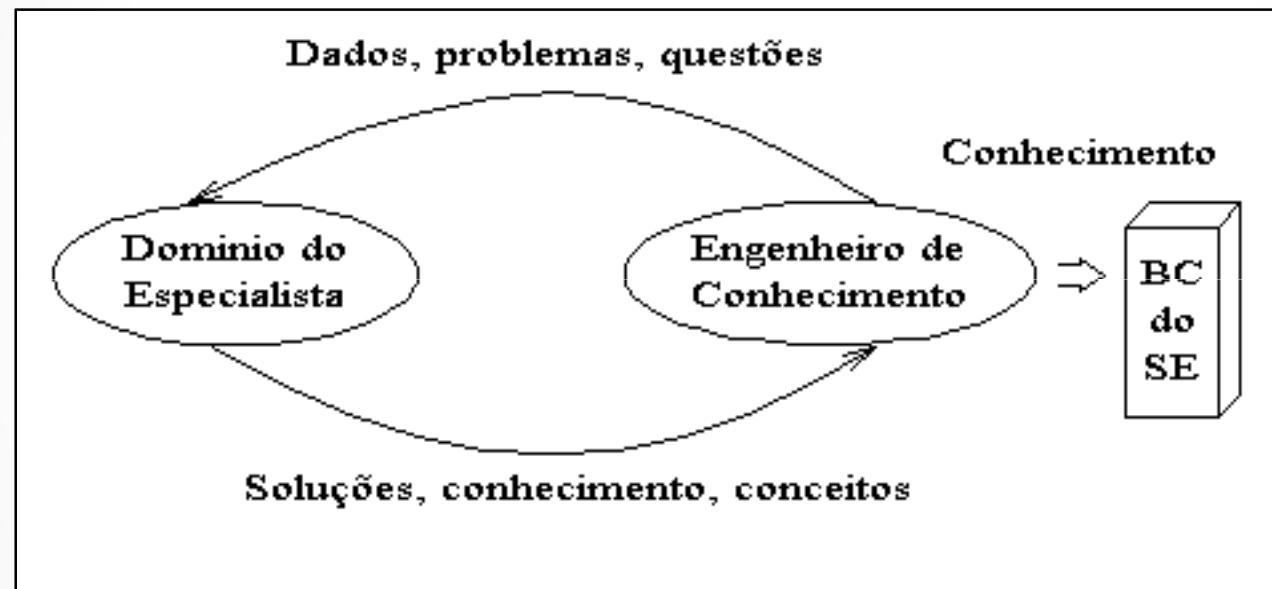 Dados, problemas, questões
Conhecimento
Dominio do
Especialista
Engenheiro de
Conhecimento
BC
do
SE
Soluções, conhecimento, conceitos